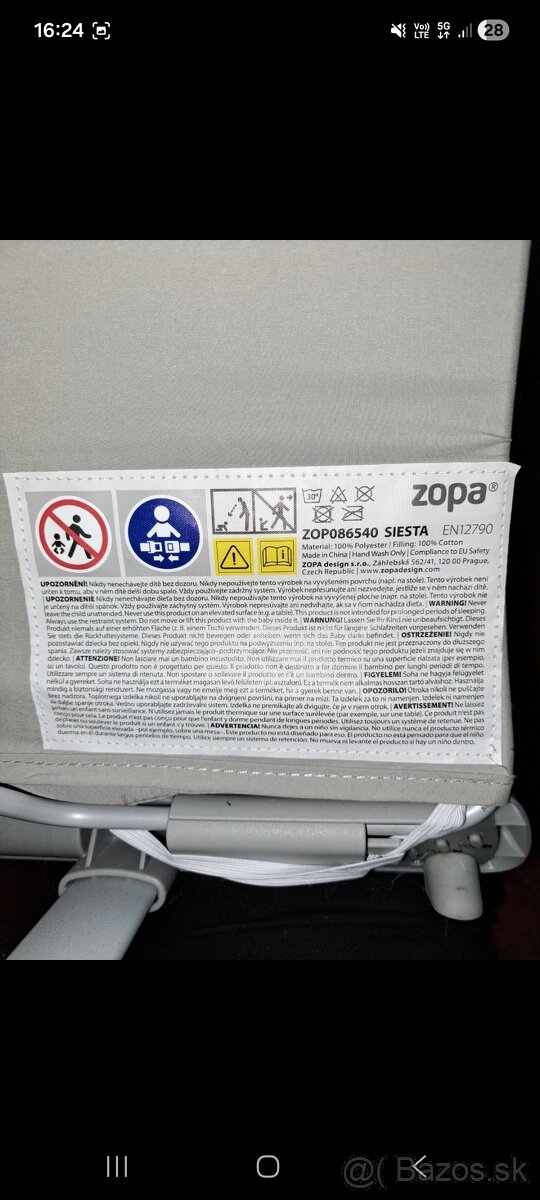 16:24
Vo))
LTE
5G
28
zopa®
30°
ZOP086540 SIESTA EN12790
Material: 100% Polyester | Filling: 100% Cotton
Made in China | Hand Wash Only | Compliance to EU Safety
ZOPA design s.r.o., Záhřebská 562/41, 120 00 Prague,
Czech Republic | www.zopadesign.com
UPOZORNĚNÍ! Nikdy nenechávejte dítě bez dozoru. Nikdy nepoužívejte tento výrobek na vyvýšeném povrchu (např. na stole). Tento výrobek není
určen k tomu, aby v něm dítě delší dobu spalo. Vždy používejte zádržný systém. Výrobek nepřesunujte ani nezvedejte, jestliže se v něm nachází dítě.
UPOZORNENIE Nikdy nenechávajte dieťa bez dozoru. Nikdy nepoužívajte tento výrobok na vyvýšenej ploche (napr. na stole). Tento výrobok nie
je určený na dlhší spánok. Vždy používajte záchytný systém. Výrobok nepresúvajte ani nedvíhajte, ak sa v ňom nachádza dieťa. | WARNING! Never
leave the child unattended. Never use this product on an elevated surface (e.g. a table). This product is not intended for prolonged periods of sleeping.
Always use the restraint system. Do not move or lift this product with the baby inside it. | WARNUNG! Lassen Sie Ihr Kind nie unbeaufsichtigt. Dieses
Produkt niemals auf einer erhöhten Fläche (z. B. einem Tisch) verwenden. Dieses Produkt ist nicht für längere Schlafzeiten vorgesehen. Verwenden
Sie stets die Rückhaltesysteme. Dieses Produkt nicht bewegen oder anheben, wenn sich das Baby darin befindet. | OSTRZEŻENIE! Nigdy nie
pozostawiać dziecka bez opieki. Nigdy nie używać tego produktu na podwyższeniu (np. na stole). Ten produkt nie jest przeznaczony do dłuższego
spania. Zawsze należy stosować systemy zabezpieczająco-podtrzymujące. Nie przenosić, ani nie podnosić tego produktu jeżeli znajduje się w nim
dziecko. | ATTENZIONE! Non lasciare mai un bambino incustodito. Non utilizzare mai il prodotto termico su una superficie rialzata (per esempio,
su un tavolo). Questo prodotto non è progettato per questo. Il prodotto non è destinato a far dormire il bambino per lunghi periodi di tempo.
Utilizzare sempre un sistema di ritenuta. Non spostare o sollevare il prodotto se c'è un bambino dentro. | FIGYELEM! Soha ne hagyja felügyelet
nélkül a gyereket. Soha ne használja ezt a terméket magasan levő felületen (pl. asztalon). Ez a termék nem alkalmas hosszan tartó alváshoz. Használja
mindig a biztonsági rendszert. Ne mozgassa vagy ne emelje meg ezt a terméket, ha a gyerek benne van. | OPOZORILO! Otroka nikoli ne puščajte
brez nadzora. Toplotnega izdelka nikoli ne uporabljajte na dvignjeni površini, na primer na mizi. Ta izdelek ni za to namenjen. Izdelek ni namenjen
za daljše spanje otroka. Vedno uporabljajte zadrževalni sistem. Izdelka ne premikajte ali dvigujte, če je v njem otrok. | AVERTISSEMENT! Ne laissez
jamais un enfant sans surveillance. N'utilisez jamais le produit thermique sur une surface surélevée (par exemple, sur une table). Ce produit n'est pas
conçu pour cela. Le produit n'est pas conçu pour que l'enfant y dorme pendant de longues périodes. Utilisez toujours un système de retenue. Ne pas
déplacer ou soulever le produit si un enfant s'y trouve. | ADVERTENCIA! Nunca dejes a un niño sin vigilancia. No utilice nunca el producto térmico
sobre una superficie elevada -por ejemplo, sobre una mesa-. Este producto no está diseñado para eso. El producto no está pensado para que el niño
duerma en él durante largos periodos de tiempo. Utilice siempre un sistema de retención. No mueva ni levante el producto si hay un niño dentro.
@( Bazos.sk